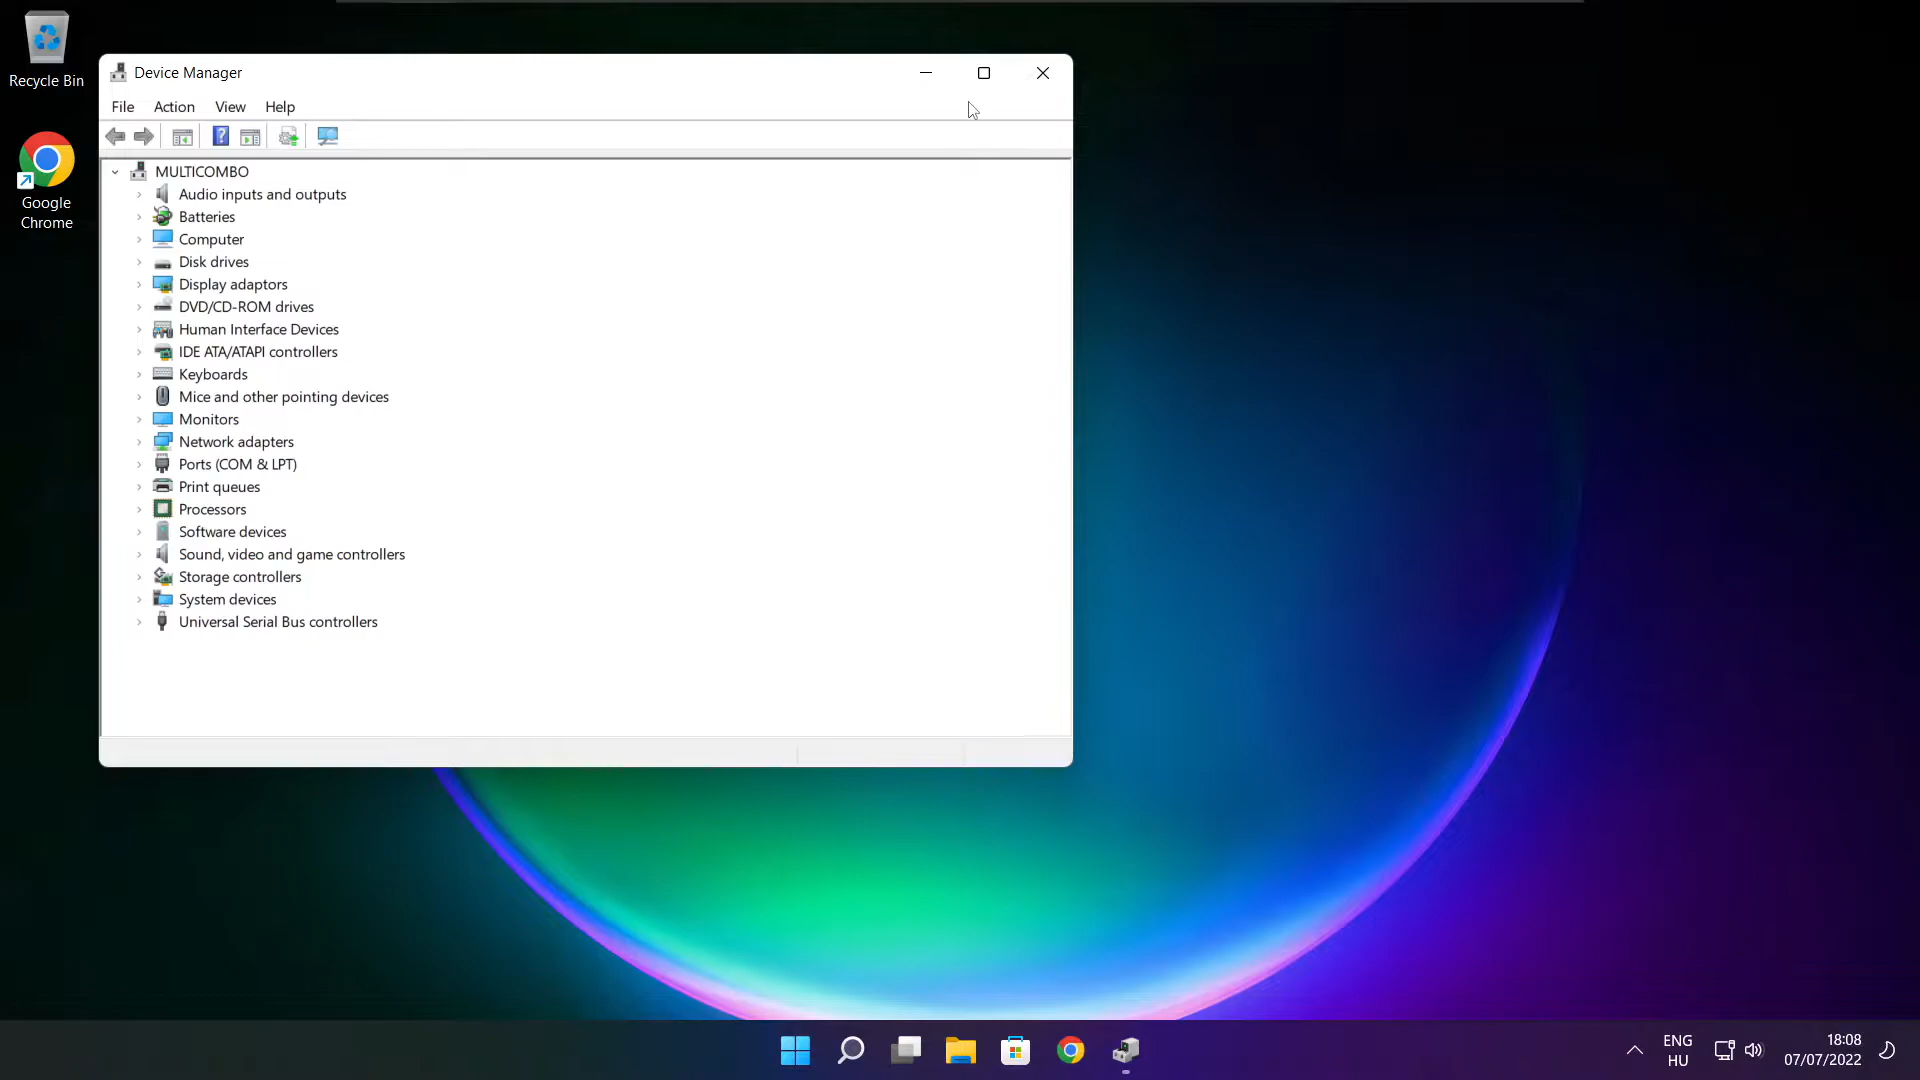 Recycle Bin
Google
Chrome
Device Manager
File Action View Help
MULTICOMBO
Audio inputs and outputs
Batteries
Computer
Disk drives
Display adaptors
DVD/CD-ROM drives
Human Interface Devices
IDE ATA/ATAPI controllers
Keyboards
Mice and other pointing devices
Monitors
Network adapters
Ports (COM & LPT)
Print queues
Processors
Software devices
Sound, video and game controllers
Storage controllers
System devices
Universal Serial Bus controllers
ENG
HU
18:08
07/07/2022